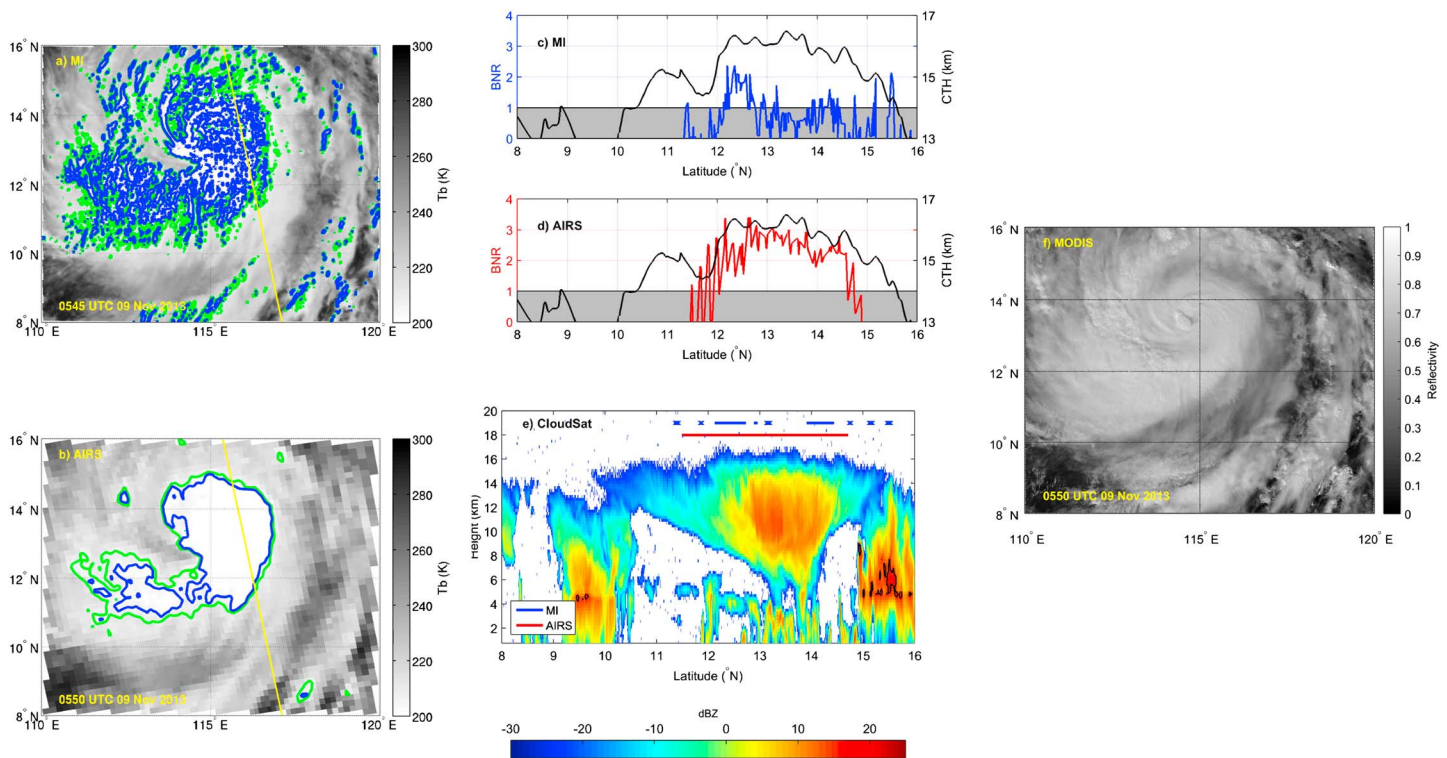 a) MI
16° N
14° N
12° N
10° N
8° N
110° E
115° E
120° E
0545 UTC 09 Nov 2013
300
280
260
240
220
200
Tb (K)
b) AIRS
16° N
14° N
12° N
10° N
8° N
110° E
115° E
120° E
0550 UTC 09 Nov 2013
300
280
260
240
220
200
Tb (K)
c) MI
4
3
2
1
0
BNR
17
15
13
CTH (km)
8 9 10 11 12 13 14 15 16
Latitude (°N)
d) AIRS
4
3
2
1
0
BNR
17
15
13
CTH (km)
8 9 10 11 12 13 14 15 16
Latitude (°N)
e) CloudSat
20
18
16
14
12
10
8
6
4
2
Height (km)
MI
AIRS
8 9 10 11 12 13 14 15 16
Latitude (°N)
dBZ
-30 -20 -10 0 10 20
f) MODIS
16° N
14° N
12° N
10° N
8° N
110° E
115° E
120° E
0550 UTC 09 Nov 2013
1
0.9
0.8
0.7
0.6
0.5
0.4
0.3
0.2
0.1
0
Reflectivity